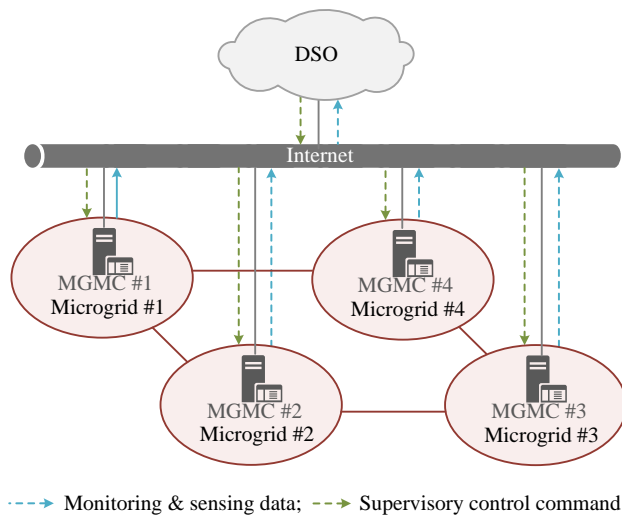 DSO
Internet
MGMC #1
Microgrid #1
MGMC #4
Microgrid #4
MGMC #2
Microgrid #2
MGMC #3
Microgrid #3
Monitoring & sensing data; Supervisory control command